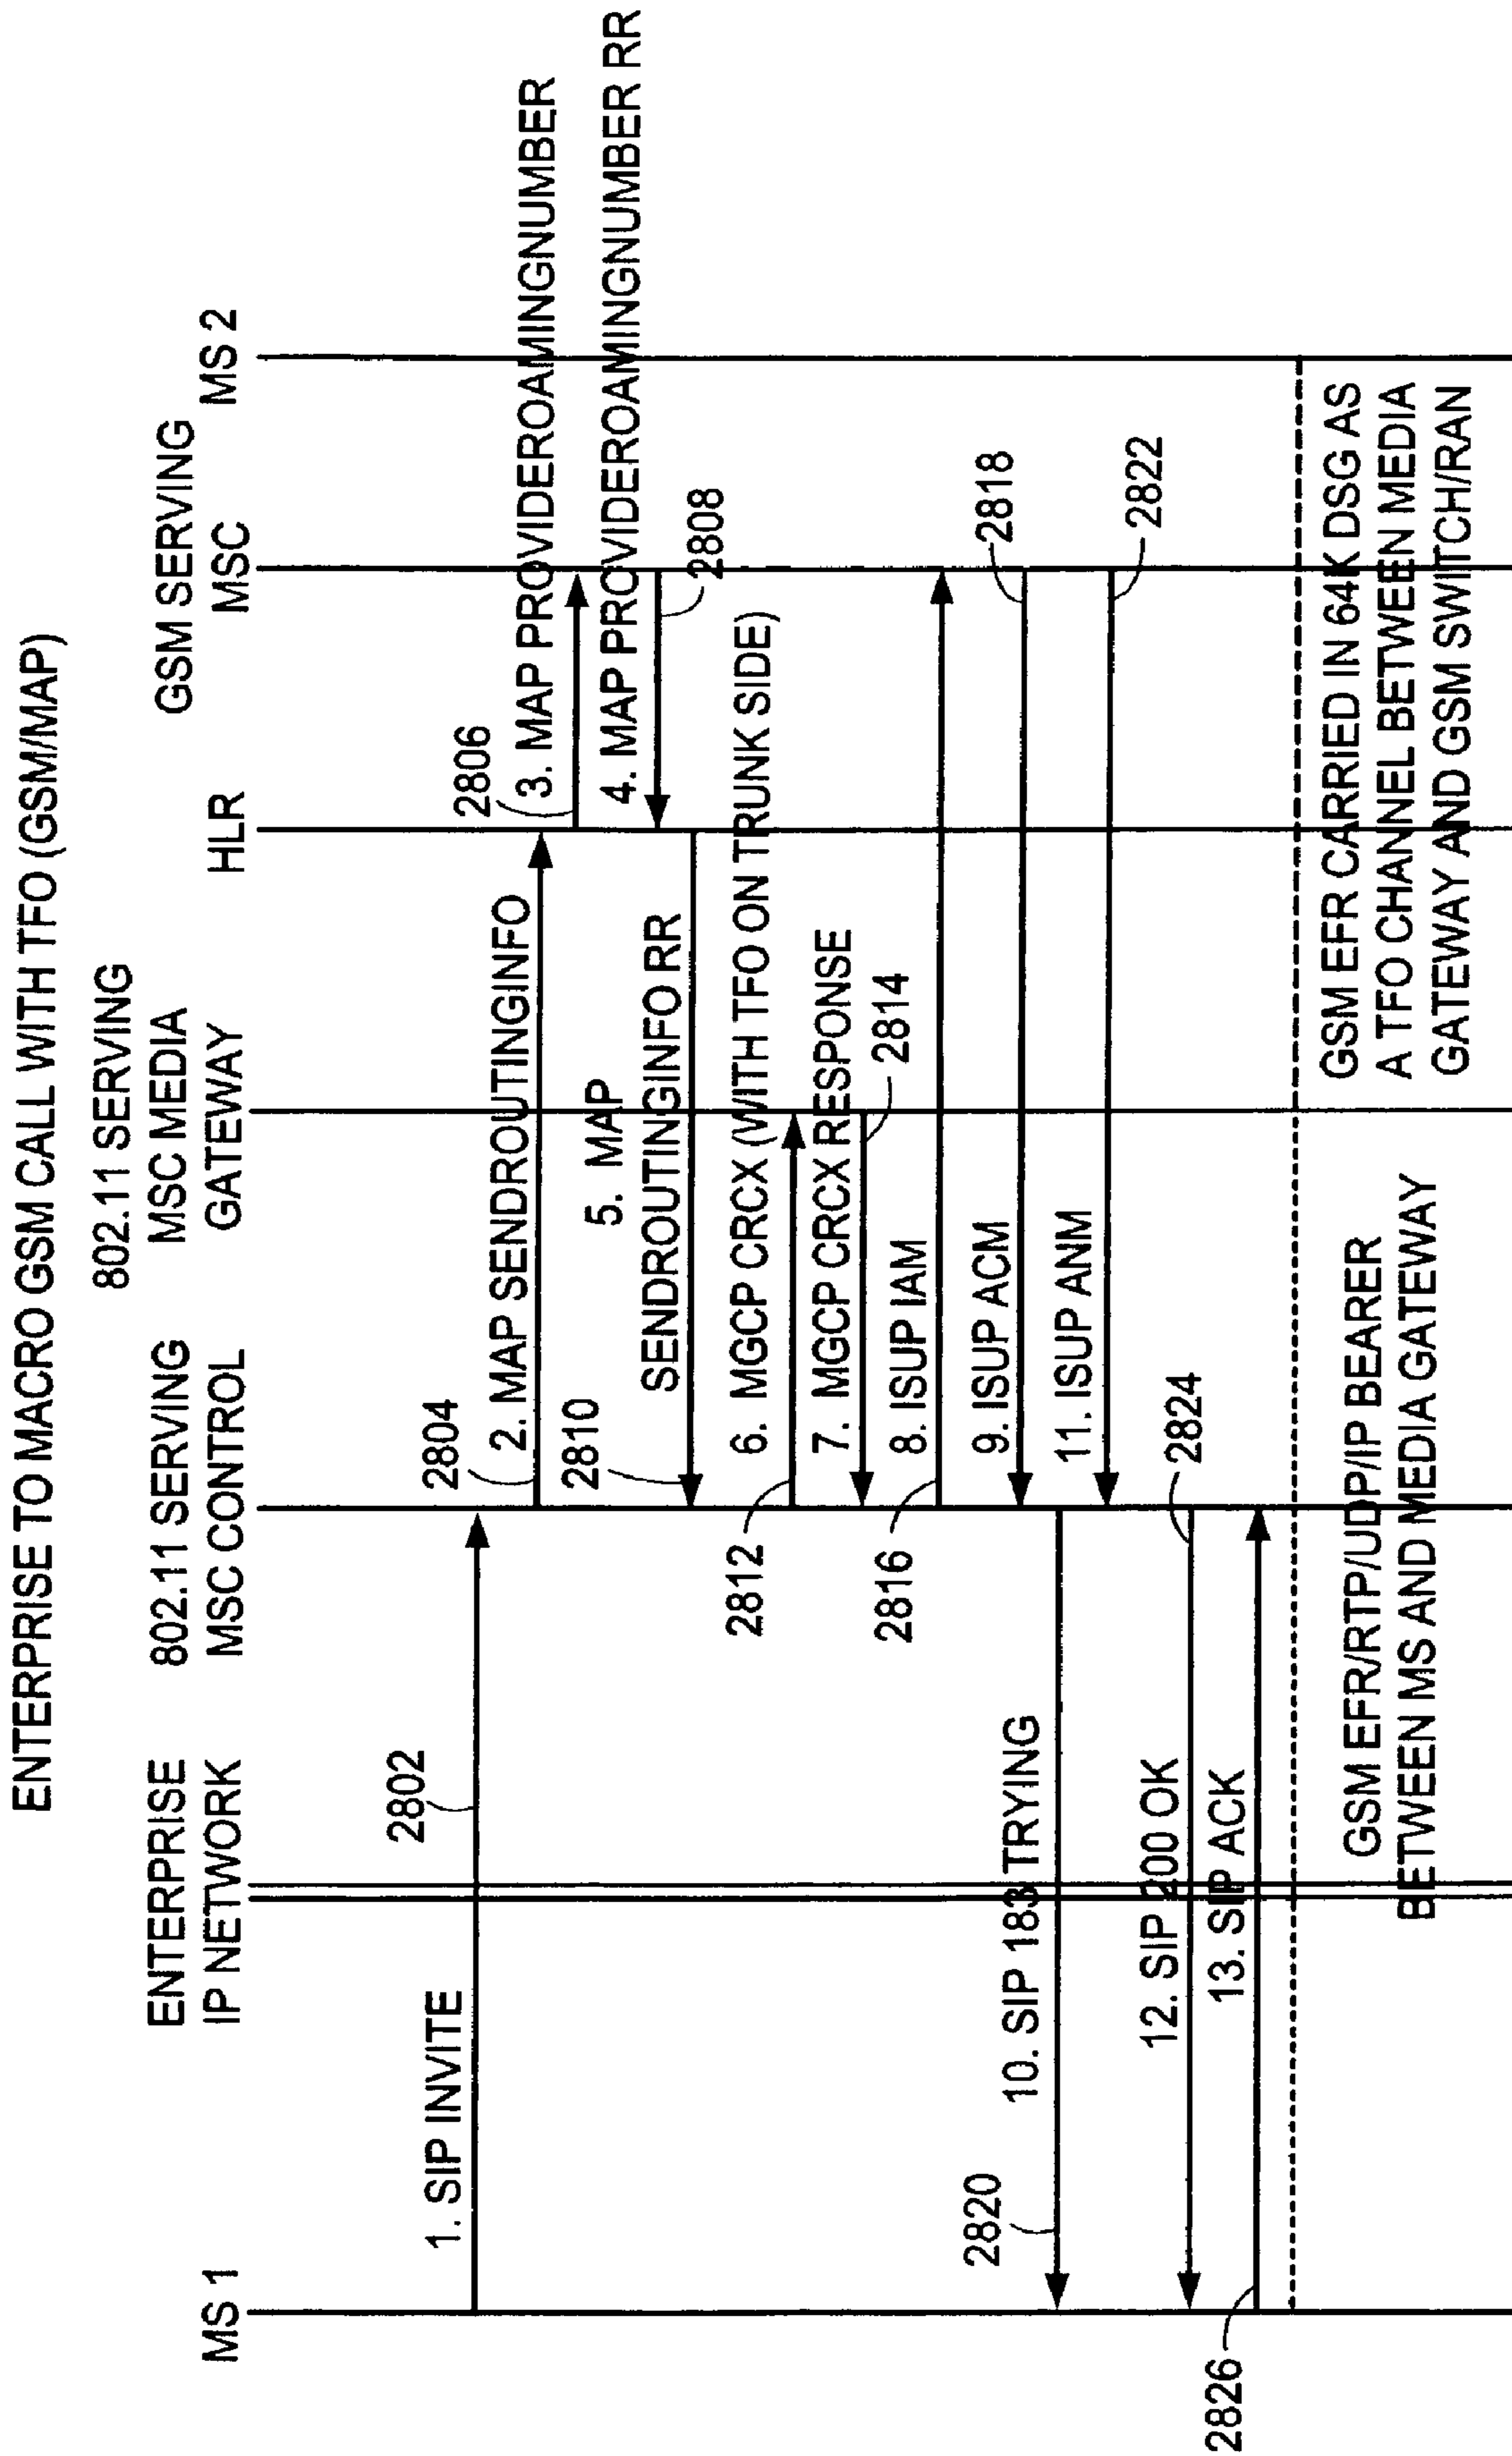 ENTERPRISE TO MACRO GSM CALL WITH TFO (GSM/MAP)
MS 1
ENTERPRISE
IP NETWORK
802.11 SERVING
MSC CONTROL
802.11 SERVING
MSC MEDIA
GATEWAY
HLR
GSM SERVING
MSC
MS 2
1. SIP INVITE
2802
2804
2. MAP SENDROUTINGINFO
2806
3. MAP PROVIDEROAMINGNUMBER
4. MAP PROVIDEROAMINGNUMBER RR
2808
2810
5. MAP
SENDROUTINGINFO RR
2812
6. MGCP CRCX (WITH TFO ON TRUNK SIDE)
7. MGCP CRCX RESPONSE
2814
2816
8. ISUP IAM
9. ISUP ACM
2818
2820
10. SIP 183 TRYING
11. ISUP ANM
2822
12. SIP 200 OK
2824
13. SIP ACK
2826
GSM EFR/RTP/UDP/IP BEARER
BETWEEN MS AND MEDIA GATEWAY
GSM EFR CARRIED IN 64K DSG AS
A TFO CHANNEL BETWEEN MEDIA
GATEWAY AND GSM SWITCH/RAN